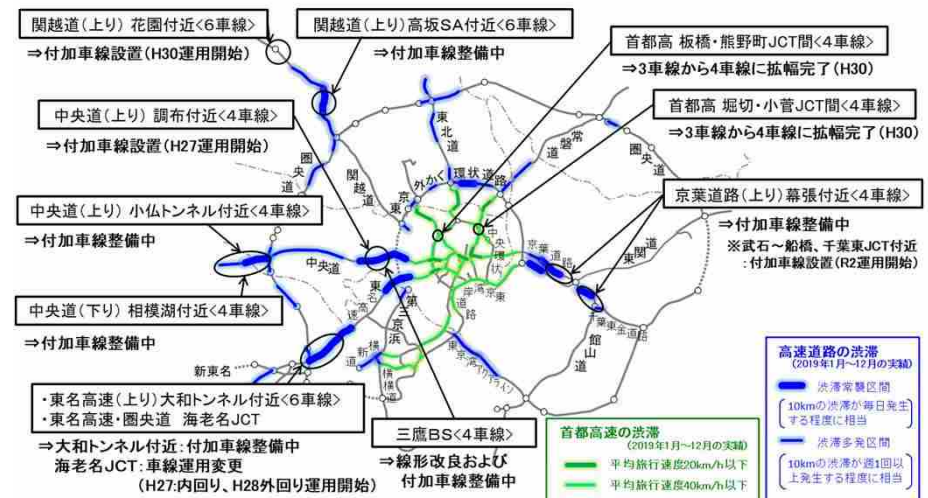 関越道(上り) 花園付近<6車線>
⇒付加車線設置(H30運用開始)
関越道(上り)高坂SA付近<6車線>
⇒付加車線整備中
首都高 板橋・熊野町JCT間<4車線>
⇒3車線から4車線に拡幅完了(H30)
中央道(上り) 調布付近<4車線>
⇒付加車線設置(H27運用開始)
首都高 堀切・小菅JCT間<4車線>
⇒3車線から4車線に拡幅完了(H30)
中央道(上り) 小仏トンネル付近<4車線>
⇒付加車線整備中
京葉道路(上り)幕張付近<4車線>
⇒付加車線整備中
※武石~船橋、千葉東JCT付近
:付加車線設置(R2運用開始)
中央道(下り) 相模湖付近<4車線>
⇒付加車線整備中
・東名高速(上り)大和トンネル付近<6車線>
・東名高速・圏央道 海老名JCT
⇒大和トンネル付近:付加車線整備中
海老名JCT:車線運用変更
(H27:内回り、H28外回り運用開始)
三鷹BS<4車線>
⇒線形改良および
付加車線整備中
圏央道
関越道
東北道
常磐道
圏央道
外かく環状道路
中央道
中央環状
京葉道路
東関道
東名高速
第三京浜
新東名
横横道
湾岸道路
東京湾アクアライン
館山道
千葉東金道路
首都高速の渋滞
(2019年1月~12月の実績)
平均旅行速度20km/h以下
平均旅行速度40km/h以下
高速道路の渋滞
(2019年1月~12月の実績)
渋滞常襲区間
10kmの渋滞が毎日発生
する程度に相当
渋滞多発区間
10kmの渋滞が週1回以
上発生する程度に相当